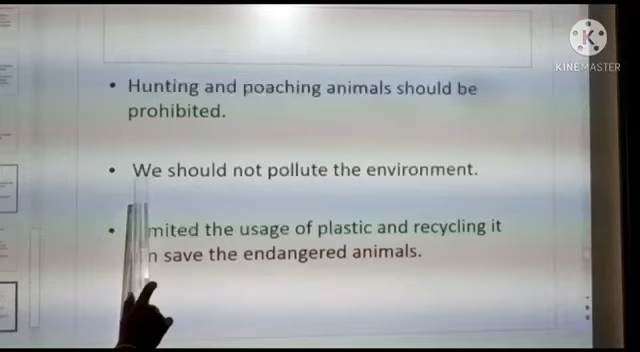 K
KINEMASTER
• Hunting and poaching animals should be
prohibited.
• We should not pollute the environment.
• mited the usage of plastic and recycling it
n save the endangered animals.